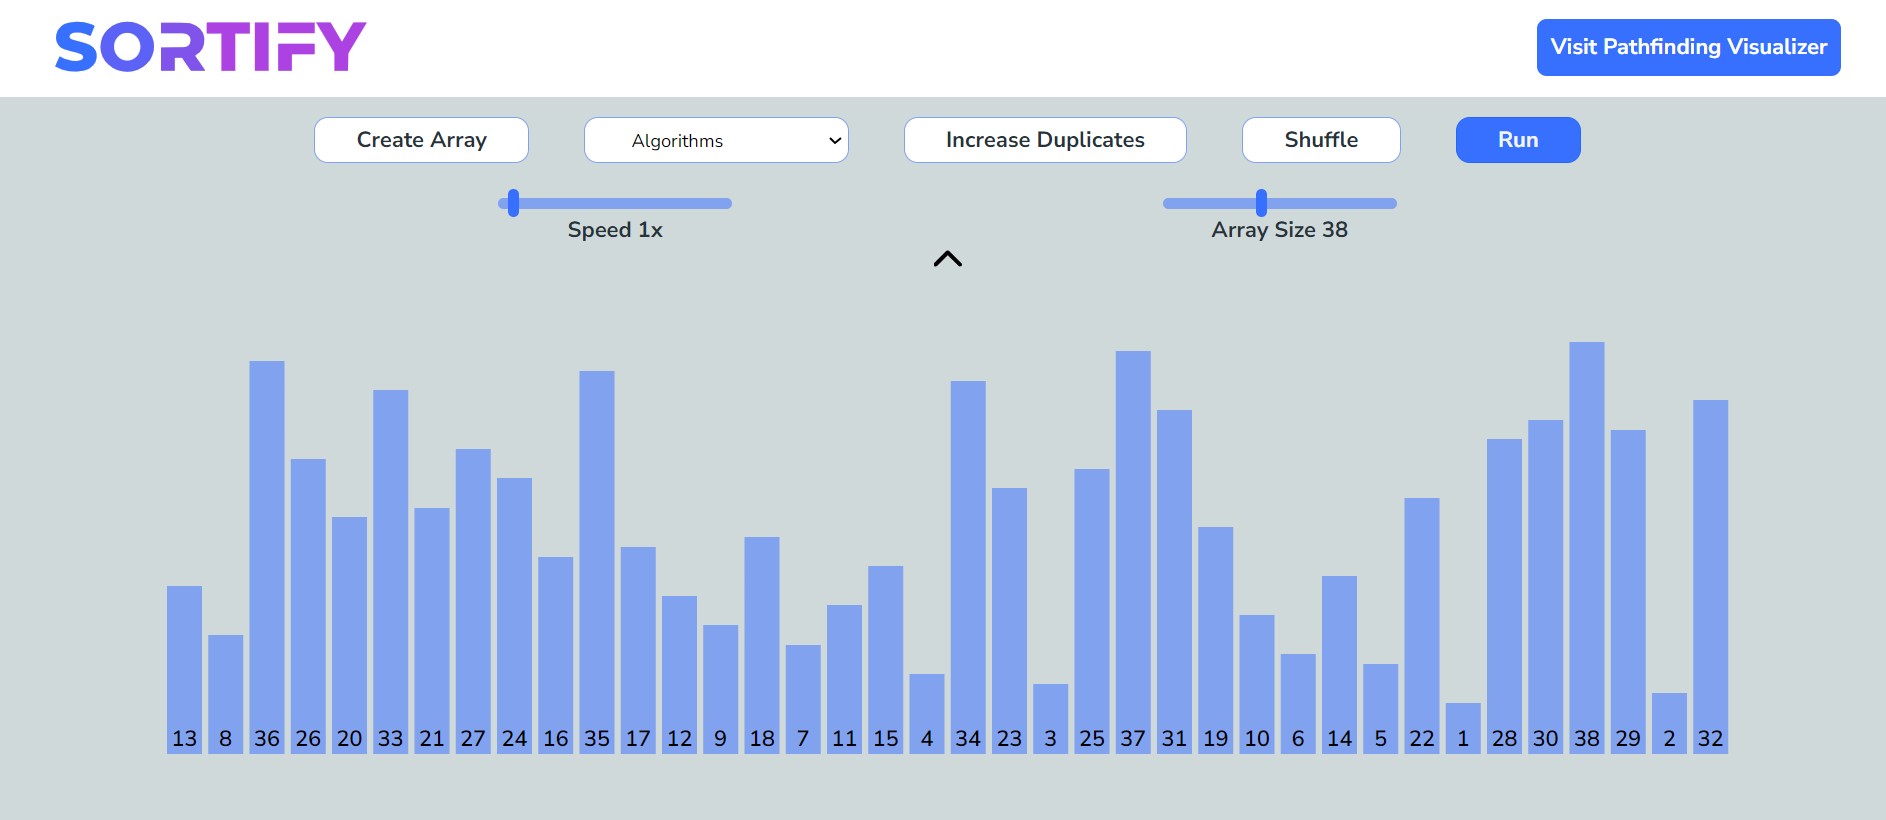 SORTIFY
Visit Pathfinding Visualizer
Create Array
Algorithms
Increase Duplicates
Shuffle
Run
Speed 1x
Array Size 38
13 8 36 26 20 33 21 27 24 16 35 17 12 9 18 7 11 15 4 34 23 3 25 37 31 19 10 6 14 5 22 1 28 30 38 29 2 32